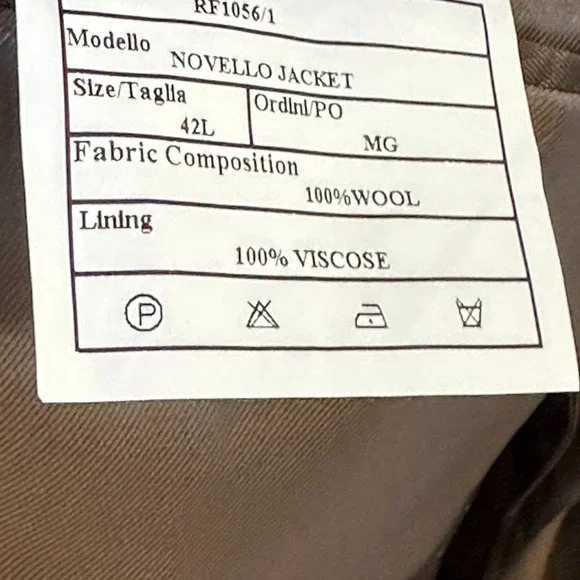 RF1056/1
Modello
NOVELLO JACKET
Size/Taglia
Ordini/PO
42L
MG
Fabric Composition
100%WOOL
Lining
100% VISCOSE
P